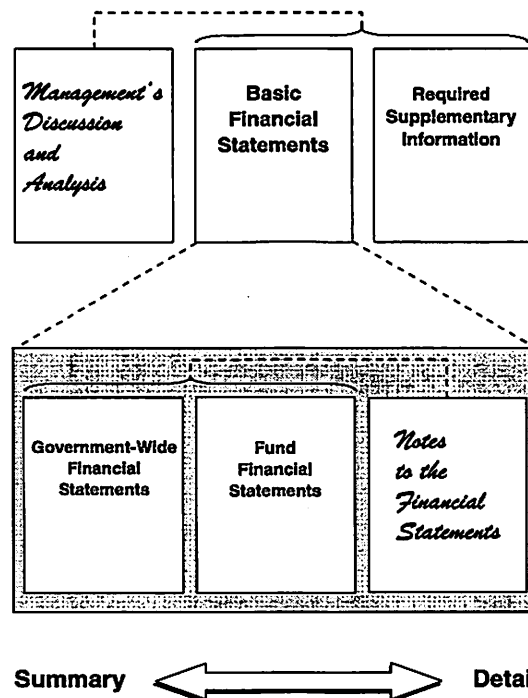 Management's
Discussion
and
Analysis
Basic
Financial
Statements
Required
Supplementary
Information
Government-Wide
Financial
Statements
Fund
Financial
Statements
Notes
to the
Financial
Statements
Summary
Detai